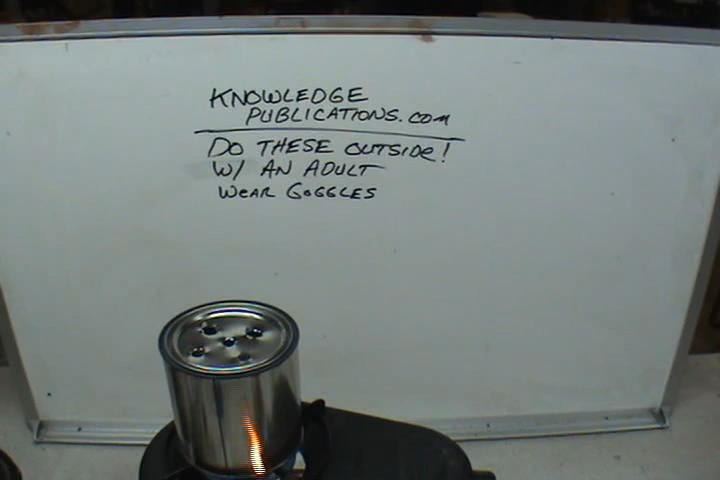 KNOWLEDGE
PUBLICATIONS.COM
DO THESE OUTSIDE!
W/ AN ADULT
WEAR GOGGLES